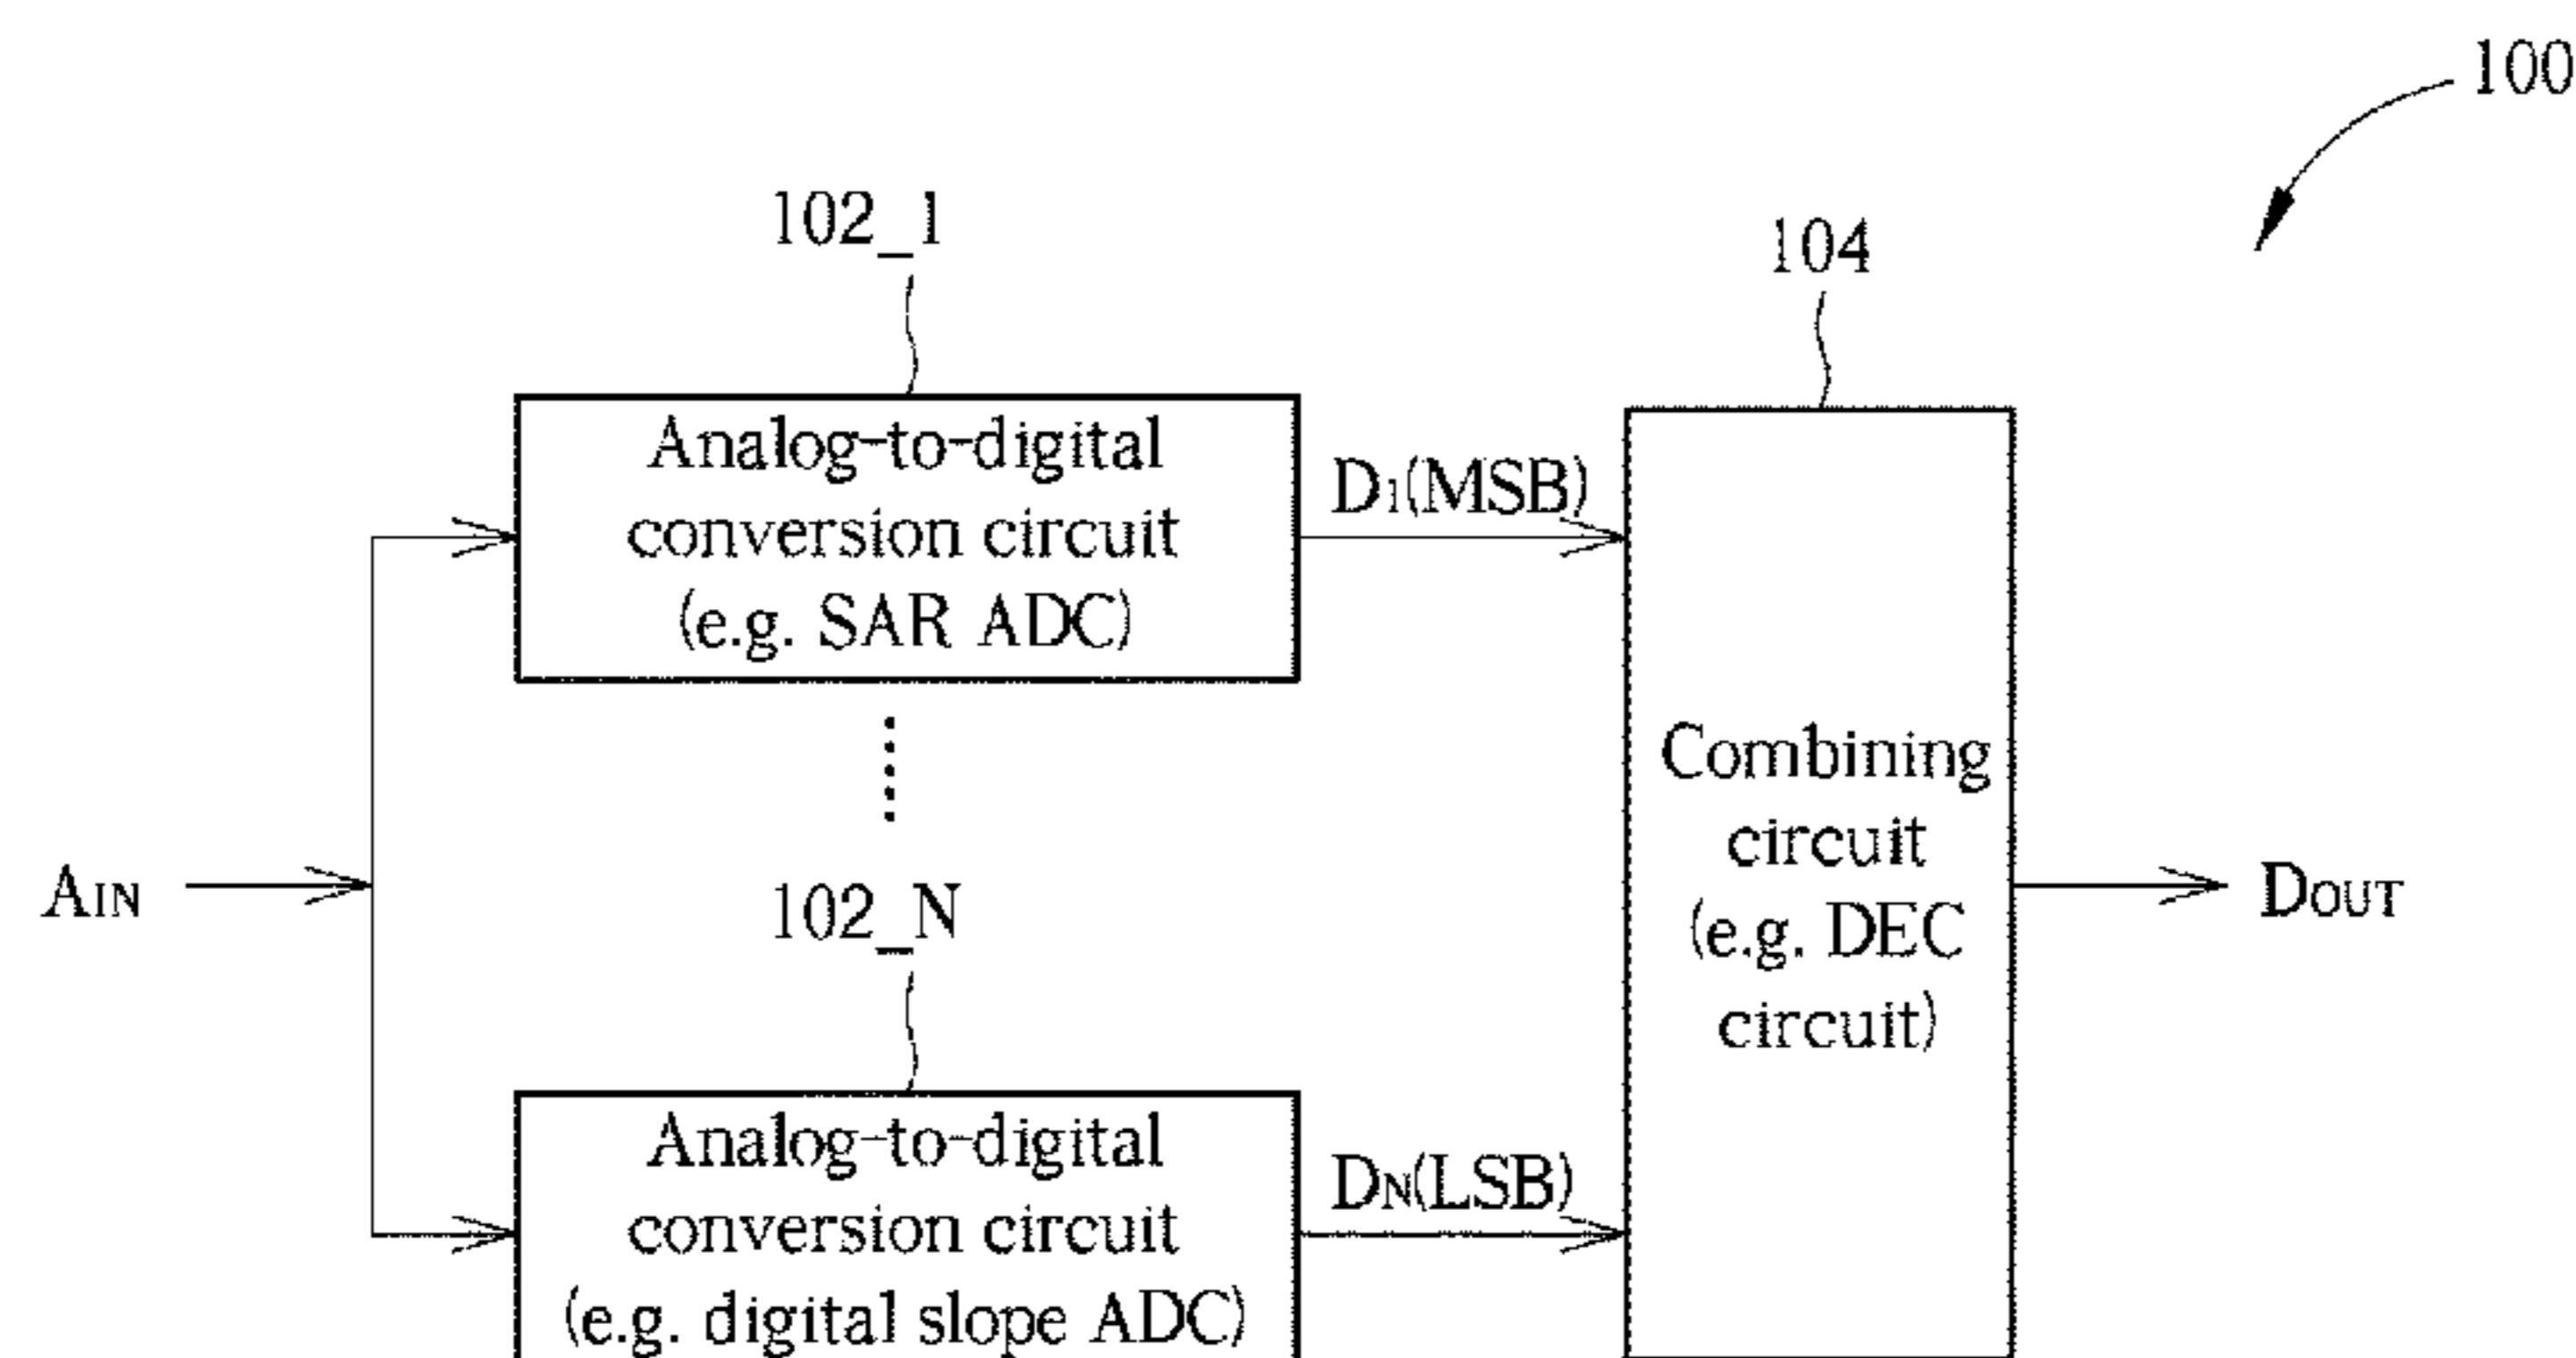 100
102_1
104
Analog-to-digital
conversion circuit
(e.g. SAR ADC)
D1(MSB)
Combining
circuit
(e.g. DEC
circuit)
AIN
DOUT
102_N
Analog-to-digital
conversion circuit
(e.g. digital slope ADC)
DN(LSB)